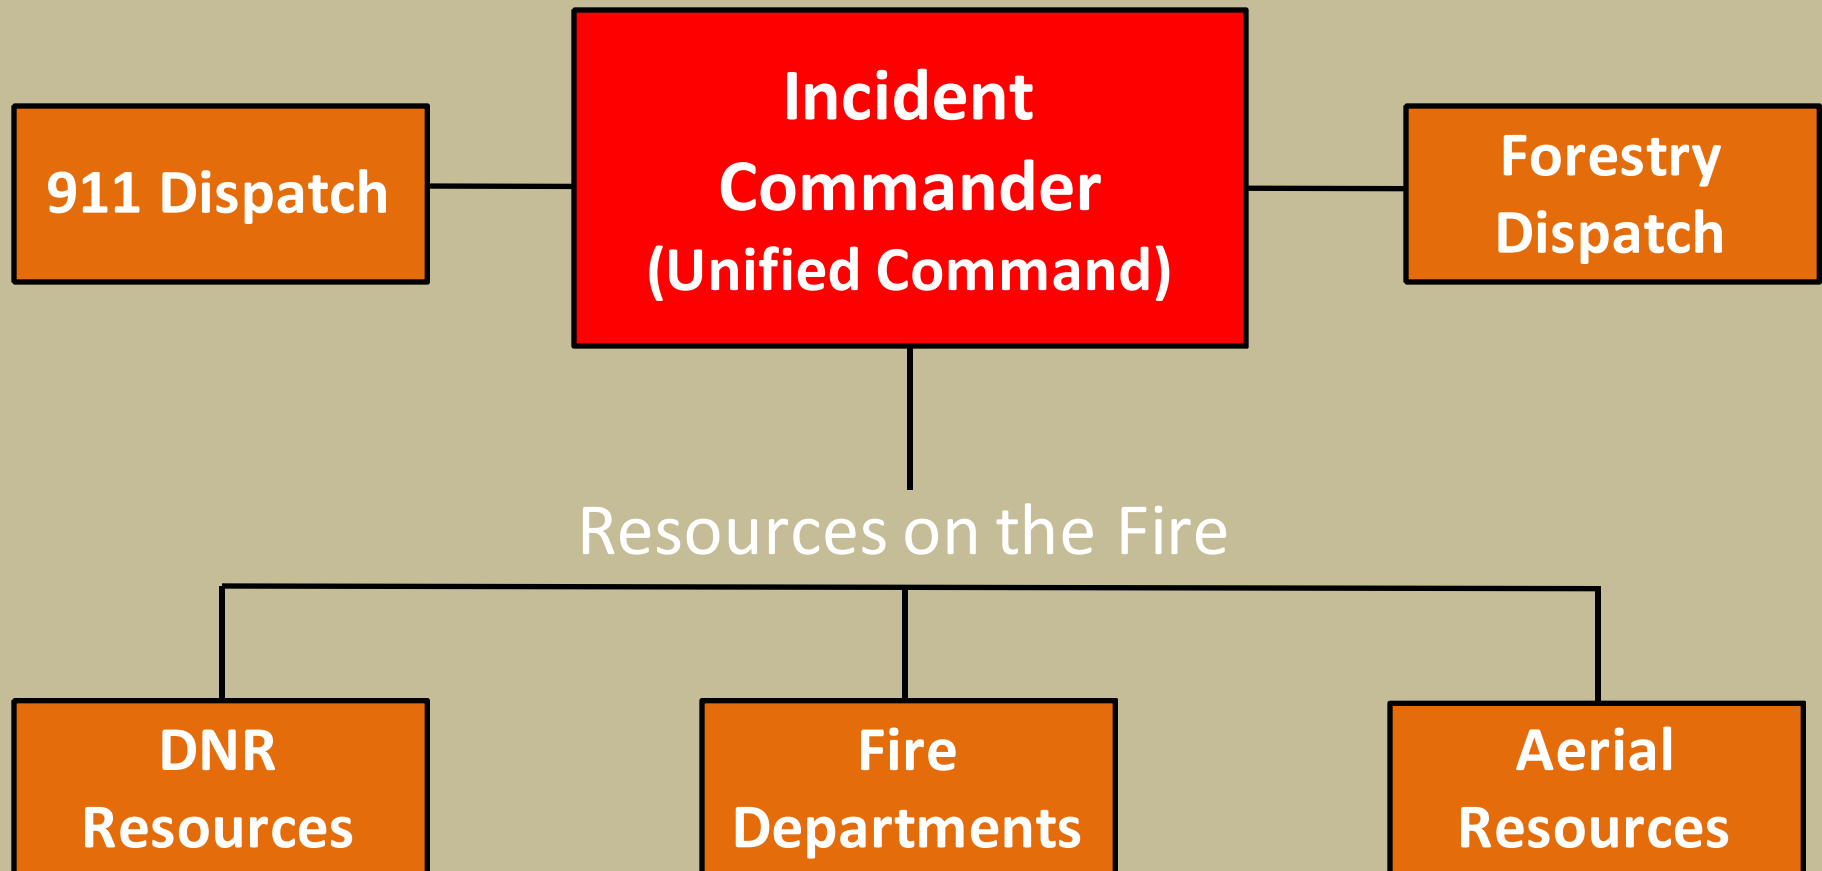 Incident
Commander
(Unified Command)
911 Dispatch
Forestry
Dispatch
Resources on the Fire
DNR
Resources
Fire
Departments
Aerial
Resources